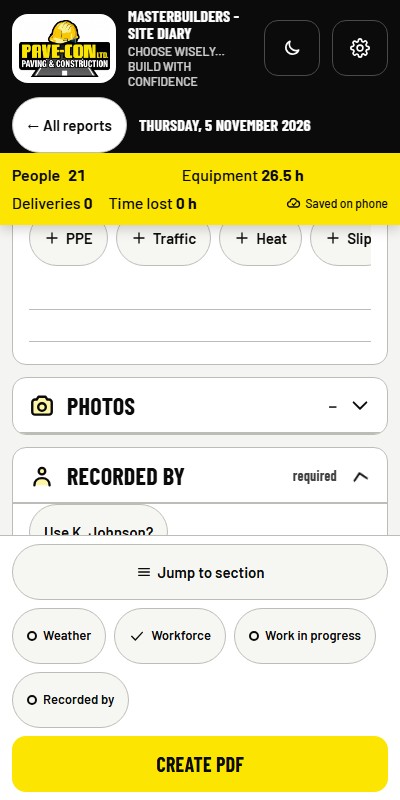 PAVE-CON LTD.
PAVING & CONSTRUCTION
MASTERBUILDERS -
SITE DIARY
CHOOSE WISELY...
BUILD WITH
CONFIDENCE
← All reports
THURSDAY, 5 NOVEMBER 2026
People 21
Equipment 26.5 h
Deliveries 0
Time lost 0 h
Saved on phone
+ PPE
+ Traffic
+ Heat
+ Slip
PHOTOS
–
RECORDED BY
required
Use K. Johnson?
Jump to section
Weather
Workforce
Work in progress
Recorded by
CREATE PDF